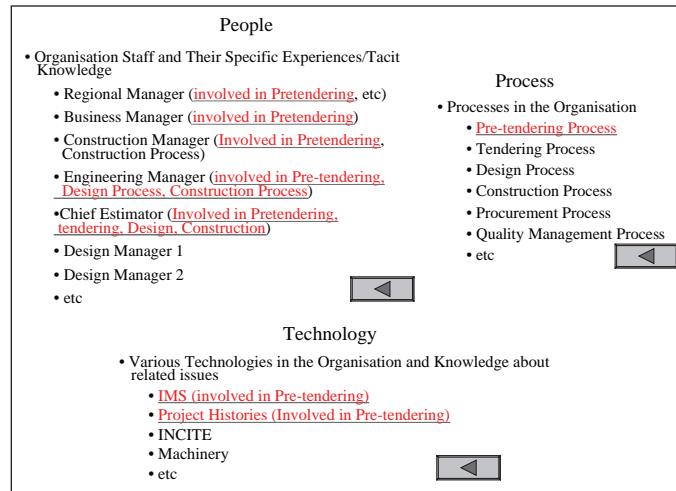 People
• Organisation Staff and Their Specific Experiences/Tacit
Knowledge
• Regional Manager (involved in Pretendering, etc)
• Business Manager (involved in Pretendering)
• Construction Manager (Involved in Pretendering,
Construction Process)
• Engineering Manager (involved in Pre-tendering,
Design Process, Construction Process)
•Chief Estimator (Involved in Pretendering,
tendering, Design, Construction)
• Design Manager 1
• Design Manager 2
• etc
Process
• Processes in the Organisation
• Pre-tendering Process
• Tendering Process
• Design Process
• Construction Process
• Procurement Process
• Quality Management Process
• etc
Technology
• Various Technologies in the Organisation and Knowledge about
related issues
• IMS (involved in Pre-tendering)
• Project Histories (Involved in Pre-tendering)
• INCITE
• Machinery
• etc